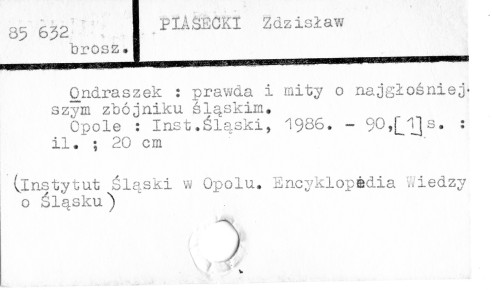 85 632
brosz.
PIASECKI Zdzisław
Ondraszek : prawda i mity o najgłośniej-
szym zbójniku śląskim.
Opole : Inst.Śląski, 1986. - 90,[1]s. :
il. ; 20 cm
(Instytut Śląski w Opolu. Encyklopedia Wiedzy
o Śląsku)